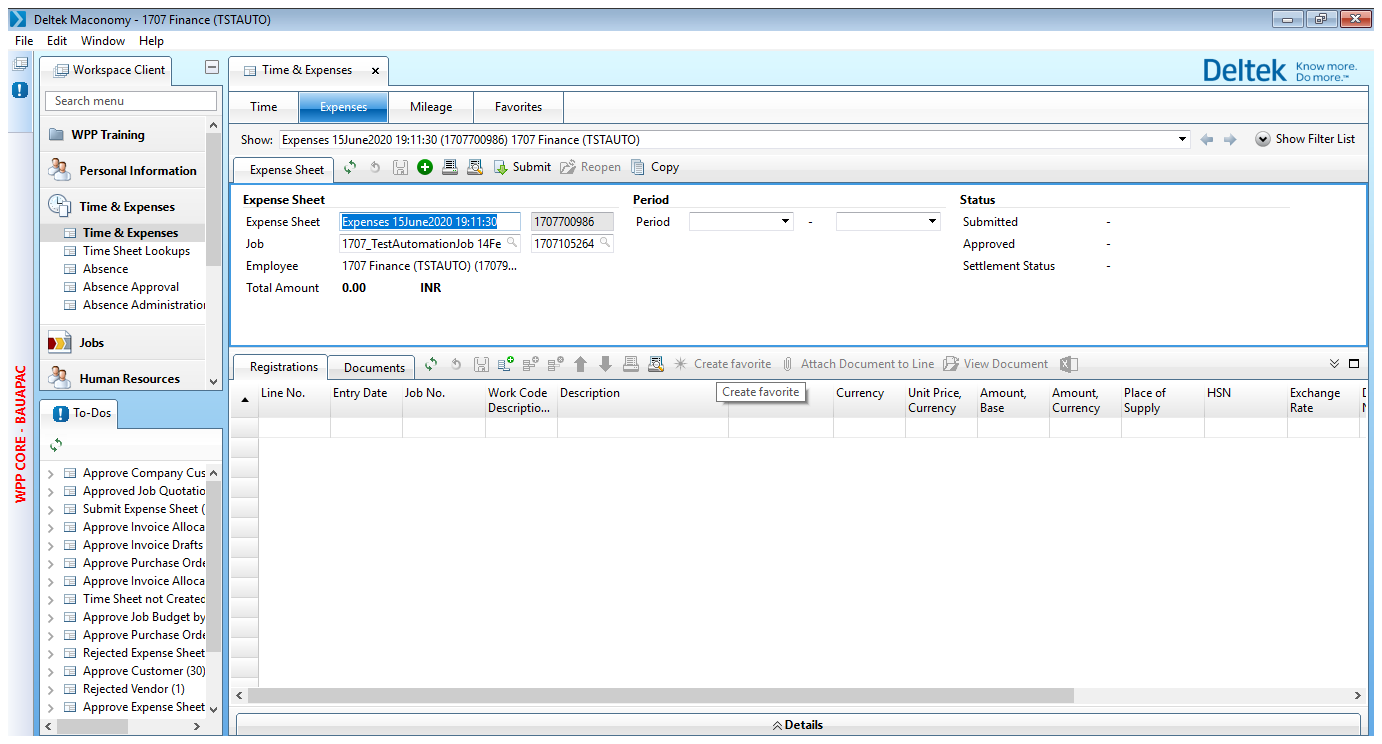 Deltek Maconomy - 1707 Finance (TSTAUTO)
File Edit Window Help
Workspace Client
Time & Expenses
Deltek Know more. Do more.™
Search menu
WPP Training
Personal Information
Time & Expenses
Time & Expenses
Time Sheet Lookups
Absence
Absence Approval
Absence Administration
Jobs
Human Resources
WPP CORE - BAUAPAC
To-Dos
Approve Company Cus
Approved Job Quotatio
Submit Expense Sheet (
Approve Invoice Alloca
Approve Invoice Drafts
Approve Purchase Orde
Approve Invoice Alloca
Time Sheet not Created
Approve Job Budget by
Approve Purchase Orde
Rejected Expense Sheet
Approve Customer (30)
Rejected Vendor (1)
Approve Expense Sheet
Time Expenses Mileage Favorites
Show: Expenses 15June2020 19:11:30 (1707700986) 1707 Finance (TSTAUTO)
Show Filter List
Expense Sheet
Submit Reopen Copy
Expense Sheet Period Status
Expense Sheet Expenses 15June2020 19:11:30 1707700986 Period - Submitted -
Job 1707_TestAutomationJob 14Fe 1707105264 Approved -
Employee 1707 Finance (TSTAUTO) (17079... Settlement Status -
Total Amount 0.00 INR
Registrations Documents Create favorite Attach Document to Line View Document
Create favorite
Line No. Entry Date Job No. Work Code Descriptio... Description Currency Unit Price, Currency Amount, Base Amount, Currency Place of Supply HSN Exchange Rate
Details